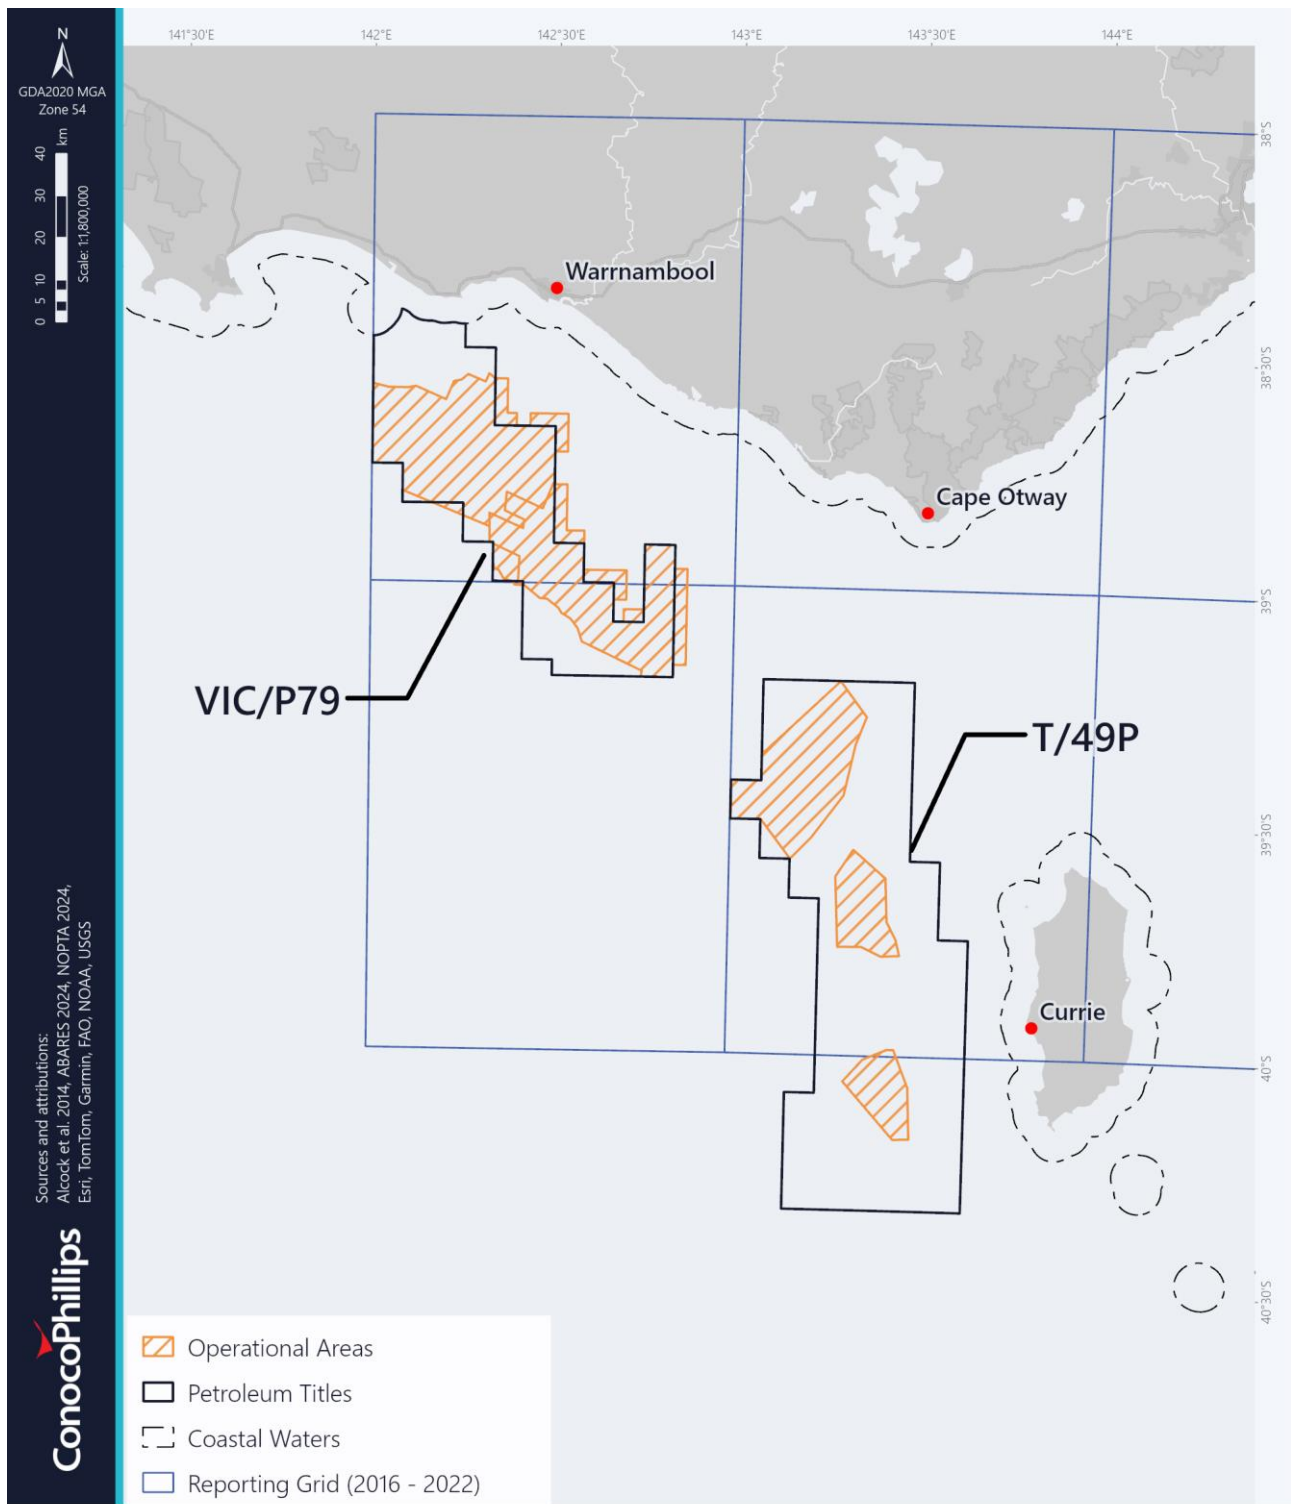 141°30'E
142°E
142°30'E
143°E
143°30'E
144°E
N
GDA2020 MGA
Zone 54
0 5 10 20 30 40 km
Scale: 1:1,800,000
38°S
38°30'S
39°S
39°30'S
40°S
40°30'S
Warrnambool
Cape Otway
VIC/P79
T/49P
Currie
Sources and attributions:
Alcock et al. 2014, ABARES 2024, NOPTA 2024,
Esri, TomTom, Garmin, FAO, NOAA, USGS
ConocoPhillips
Operational Areas
Petroleum Titles
Coastal Waters
Reporting Grid (2016 - 2022)